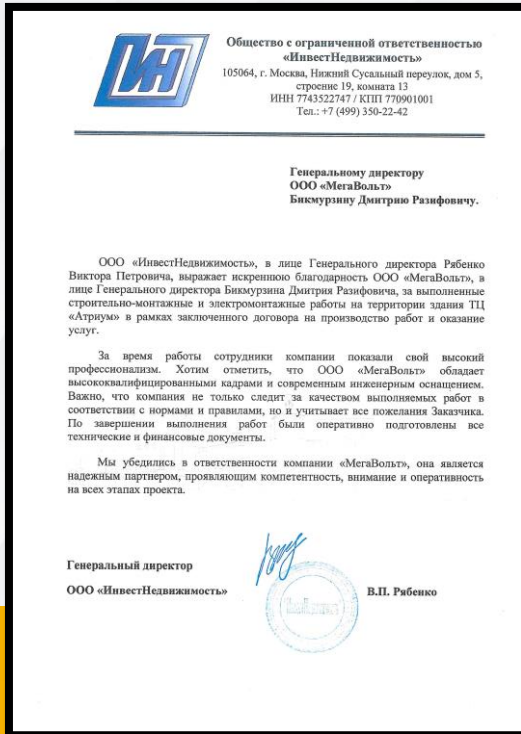 ИН
Общество с ограниченной ответственностью
«ИнвестНедвижимость»
105064, г. Москва, Нижний Сусальный переулок, дом 5,
строение 19, комната 13
ИНН 7743522747 / КПП 770901001
Тел.: +7 (499) 350-22-42
Генеральному директору
ООО «МегаВольт»
Бикмурзину Дмитрию Разифовичу.
ООО «ИнвестНедвижимость», в лице Генерального директора Рябенко
Виктора Петровича, выражает искреннюю благодарность ООО «МегаВольт», в
лице Генерального директора Бикмурзина Дмитрия Разифовича, за выполненные
строительно-монтажные и электромонтажные работы на территории здания ТЦ
«Атриум» в рамках заключенного договора на производство работ и оказание
услуг.
За время работы сотрудники компании показали свой высокий
профессионализм. Хотим отметить, что ООО «МегаВольт» обладает
высококвалифицированными кадрами и современным инженерным оснащением.
Важно, что компания не только следит за качеством выполняемых работ в
соответствии с нормами и правилами, но и учитывает все пожелания Заказчика.
По завершении выполнения работ были оперативно подготовлены все
технические и финансовые документы.
Мы убедились в ответственности компании «МегаВольт», она является
надежным партнером, проявляющим компетентность, внимание и оперативность
на всех этапах проекта.
Генеральный директор
ООО «ИнвестНедвижимость»
В.П. Рябенко